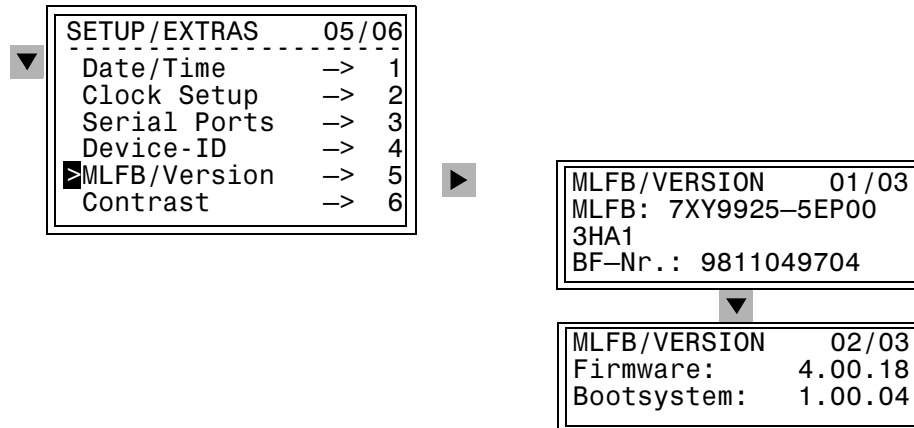 SETUP/EXTRAS 05/06
--------------------
Date/Time —> 1
Clock Setup —> 2
Serial Ports —> 3
Device-ID —> 4
>MLFB/Version —> 5
Contrast —> 6
MLFB/VERSION 01/03
MLFB: 7XY9925—5EP00
3HA1
BF—Nr.: 9811049704
MLFB/VERSION 02/03
Firmware: 4.00.18
Bootsystem: 1.00.04